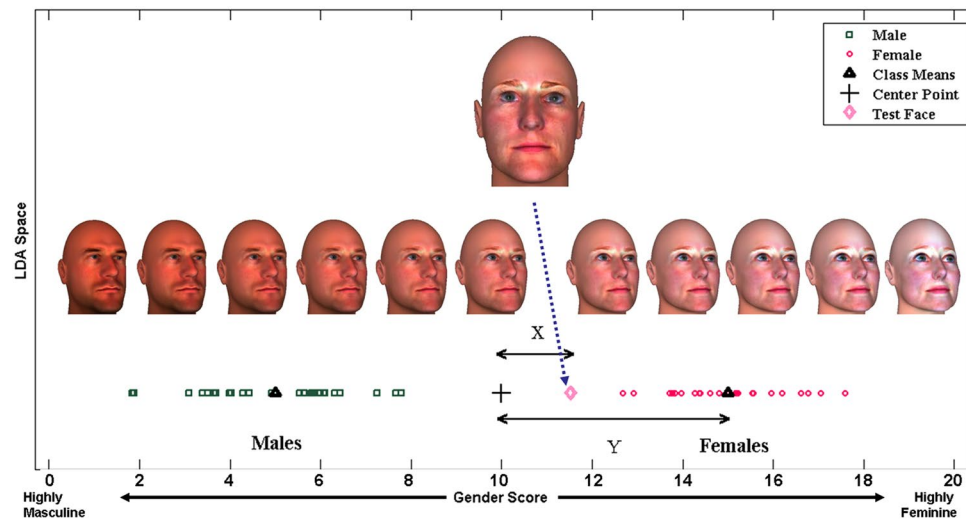 Male
Female
Class Means
Center Point
Test Face
LDA Space
X
Y
Males
Females
0 2 4 6 8 10 12 14 16 18 20
Highly
Masculine
Gender Score
Highly
Feminine